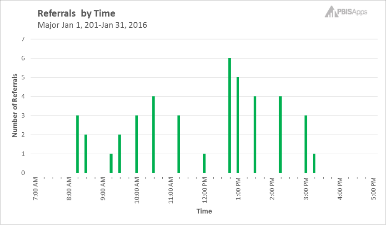 Referrals by Time
Major Jan 1, 201-Jan 31, 2016
PBISApps
Number of Referrals
7
6
5
4
3
2
1
0
7:00 AM
8:00 AM
9:00 AM
10:00 AM
11:00 AM
12:00 PM
1:00 PM
2:00 PM
3:00 PM
4:00 PM
5:00 PM
Time